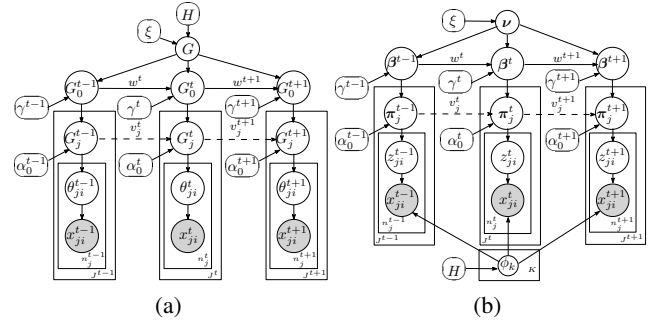 H
ξ
G
G_0^{t-1} w^t G_0^t w^{t+1} G_0^{t+1}
γ^{t-1} γ^t γ^{t+1}
v_j^t v_j^{t+1}
G_j^{t-1} G_j^t G_j^{t+1}
α_0^{t-1} α_0^t α_0^{t+1}
θ_{ji}^{t-1} θ_{ji}^t θ_{ji}^{t+1}
x_{ji}^{t-1} x_{ji}^t x_{ji}^{t+1}
n_j^{t-1} n_j^t n_j^{t+1}
J^{t-1} J^t J^{t+1}
(a)
ξ ν
β^{t-1} w^t β^t w^{t+1} β^{t+1}
γ^{t-1} γ^t γ^{t+1}
v_j^t v_j^{t+1}
π_j^{t-1} π_j^t π_j^{t+1}
α_0^{t-1} α_0^t α_0^{t+1}
z_{ji}^{t-1} z_{ji}^t z_{ji}^{t+1}
x_{ji}^{t-1} x_{ji}^t x_{ji}^{t+1}
n_j^{t-1} n_j^t n_j^{t+1}
J^{t-1} J^t J^{t+1}
H ϕ_k K
(b)